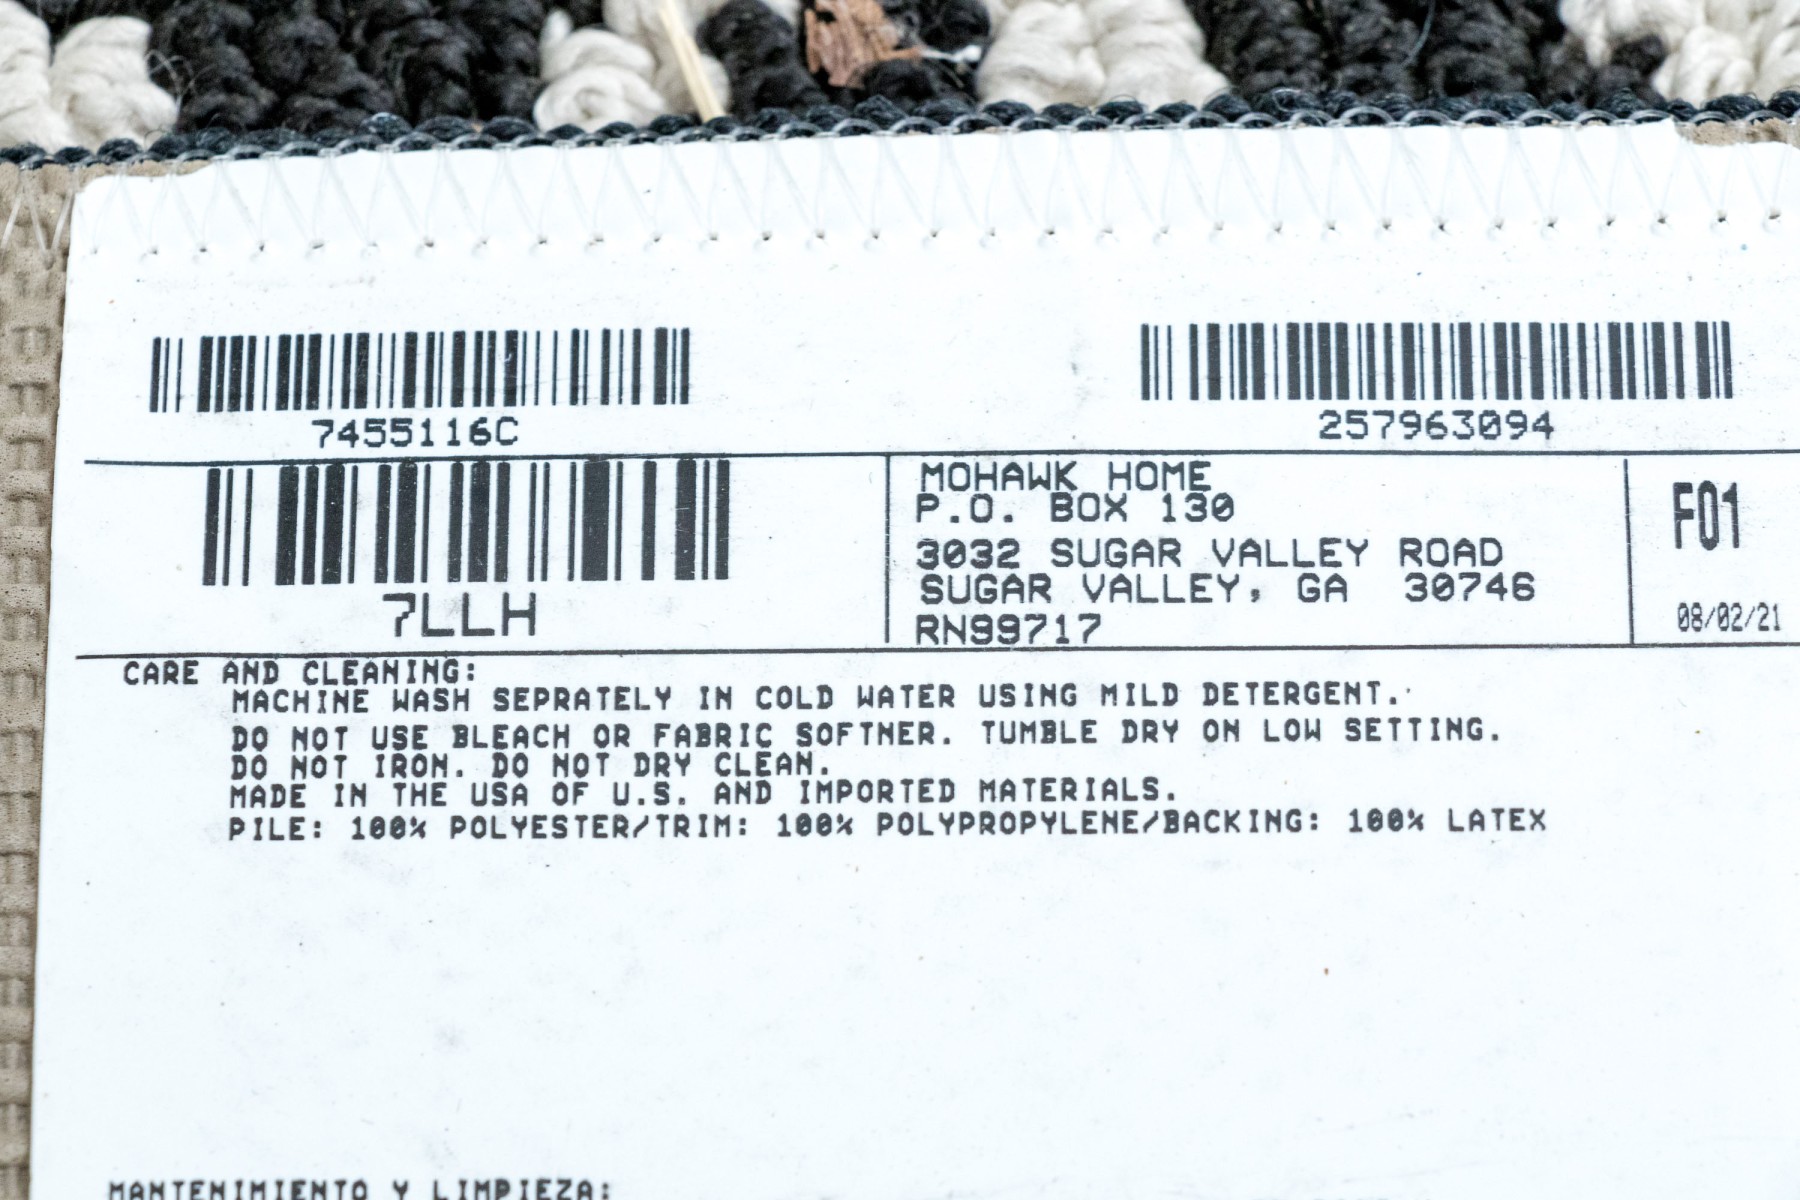 7455116C
257963094
7LLH
MOHAWK HOME
P.O. BOX 130
3032 SUGAR VALLEY ROAD
SUGAR VALLEY, GA 30746
RN99717
F01
08/02/21
CARE AND CLEANING:
MACHINE WASH SEPRATELY IN COLD WATER USING MILD DETERGENT.
DO NOT USE BLEACH OR FABRIC SOFTNER. TUMBLE DRY ON LOW SETTING.
DO NOT IRON. DO NOT DRY CLEAN.
MADE IN THE USA OF U.S. AND IMPORTED MATERIALS.
PILE: 100% POLYESTER/TRIM: 100% POLYPROPYLENE/BACKING: 100% LATEX
MANTENIMIENTO Y LIMPIEZA: